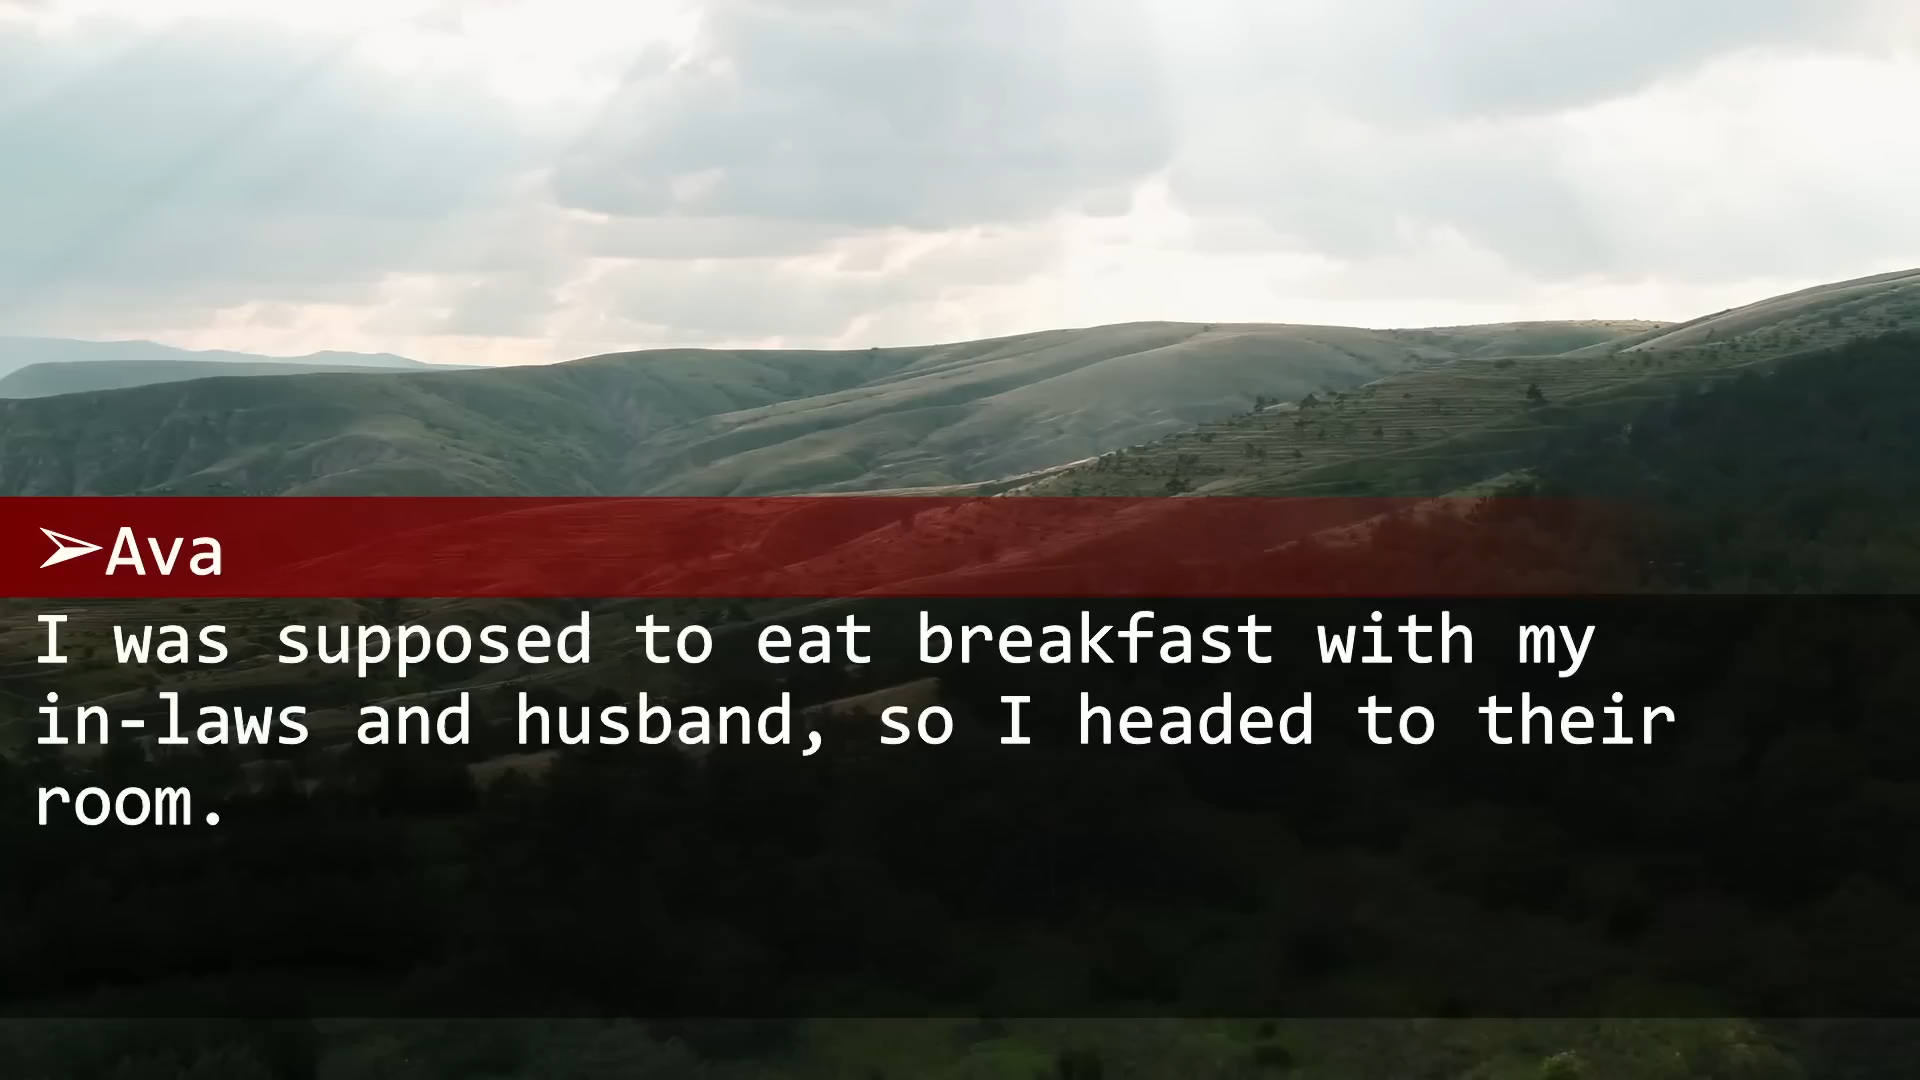 ➢Ava
I was supposed to eat breakfast with my
in-laws and husband, so I headed to their
room.